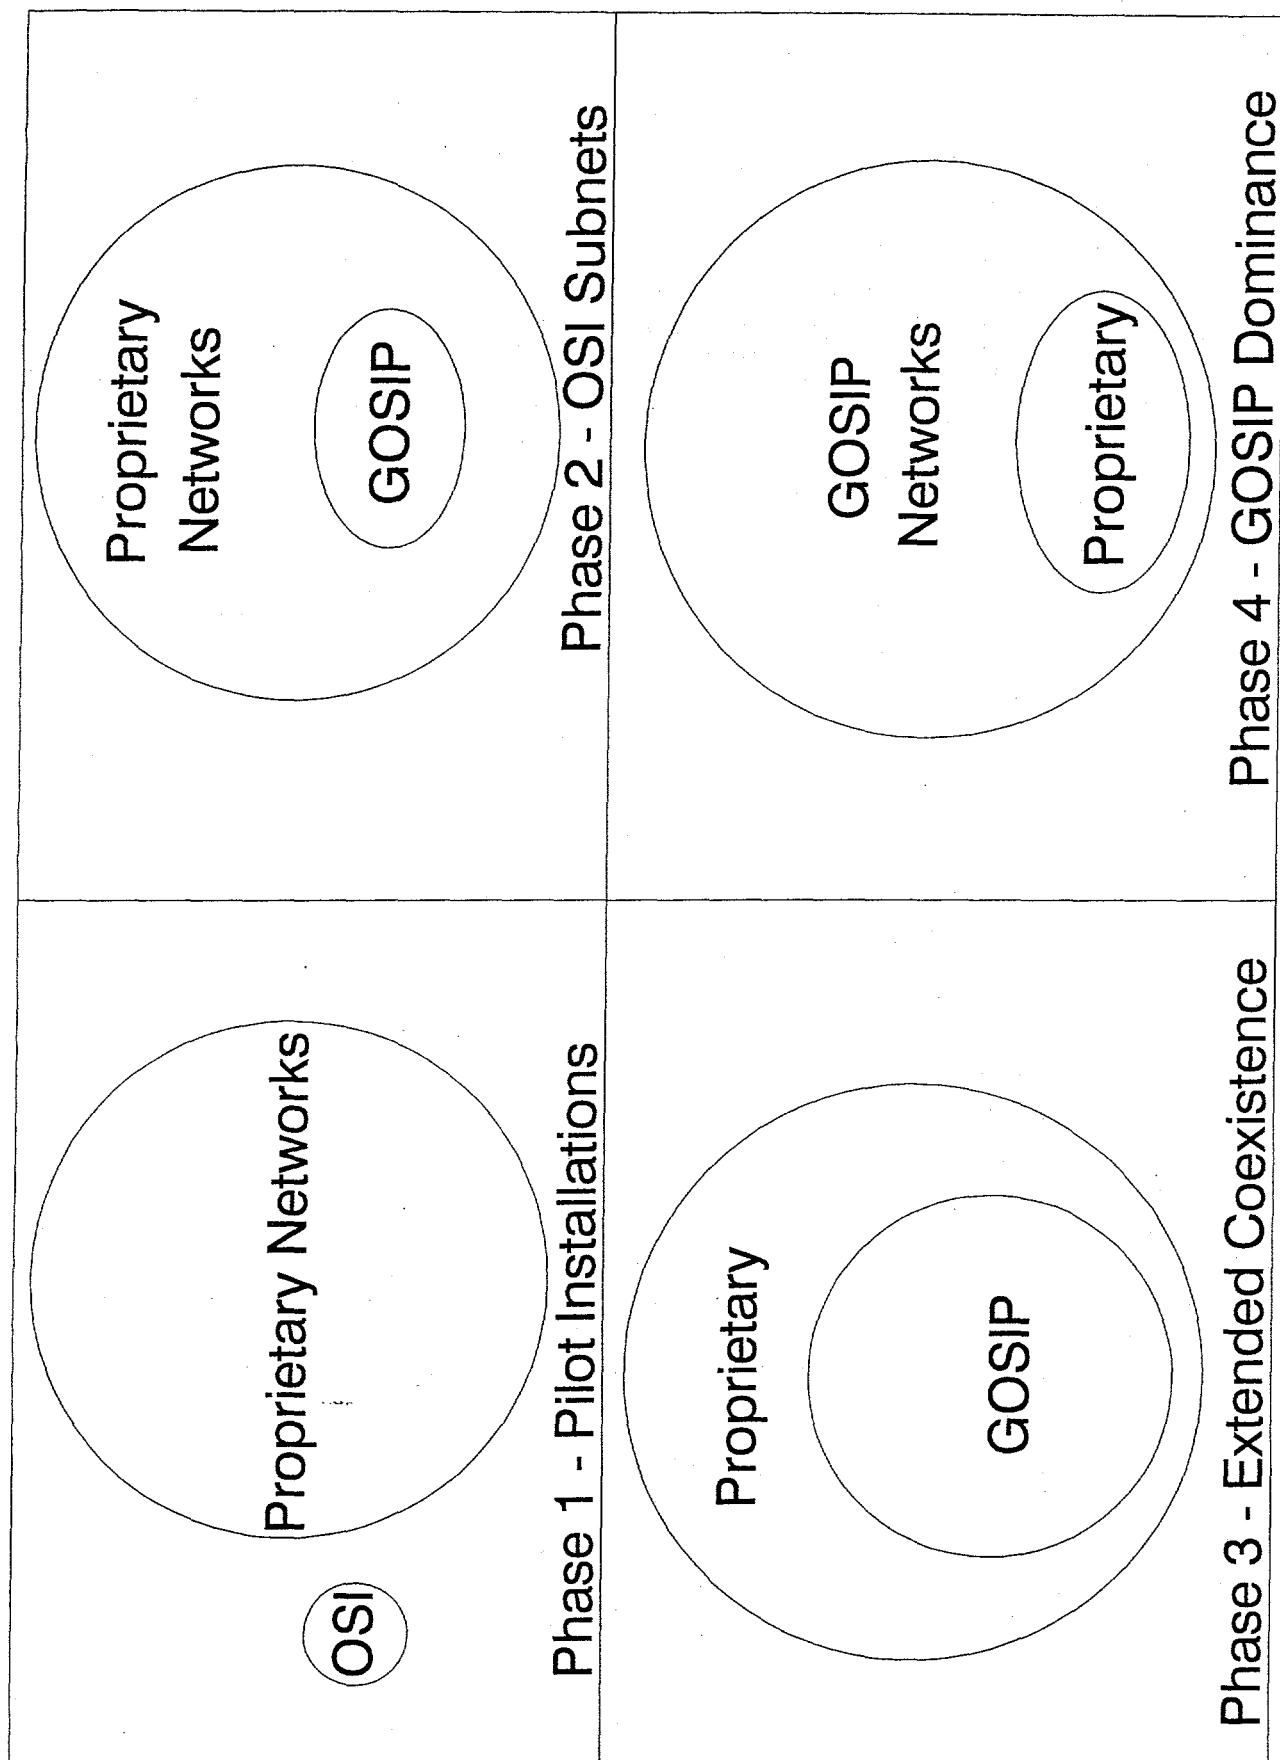 OSI
Proprietary Networks
Phase 1 - Pilot Installations
Proprietary
Networks
GOSIP
Phase 2 - OSI Subnets
Proprietary
GOSIP
Phase 3 - Extended Coexistence
GOSIP
Networks
Proprietary
Phase 4 - GOSIP Dominance